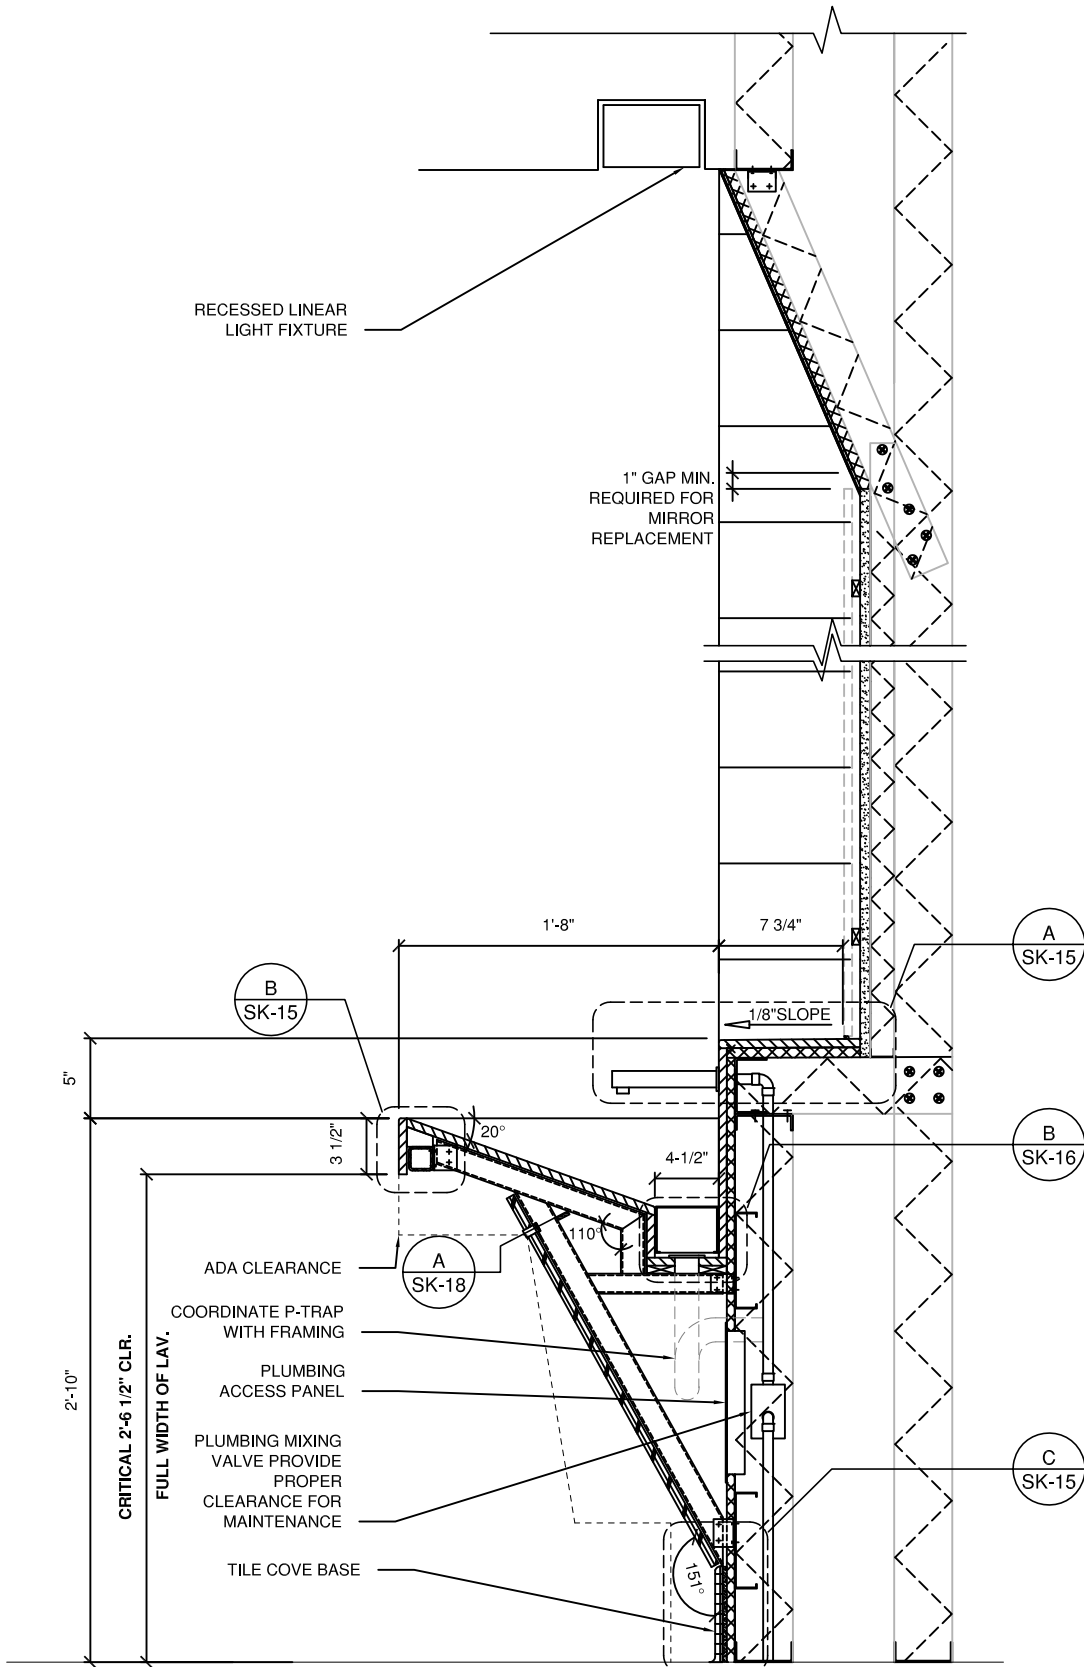 RECESSED LINEAR
LIGHT FIXTURE
1" GAP MIN.
REQUIRED FOR
MIRROR
REPLACEMENT
1'-8"
7 3/4"
A
SK-15
B
SK-15
1/8"SLOPE
5"
3 1/2"
20°
4-1/2"
B
SK-16
110°
A
SK-18
ADA CLEARANCE
COORDINATE P-TRAP
WITH FRAMING
PLUMBING
ACCESS PANEL
2'-10"
CRITICAL 2'-6 1/2" CLR.
FULL WIDTH OF LAV.
PLUMBING MIXING
VALVE PROVIDE
PROPER
CLEARANCE FOR
MAINTENANCE
C
SK-15
TILE COVE BASE
151°